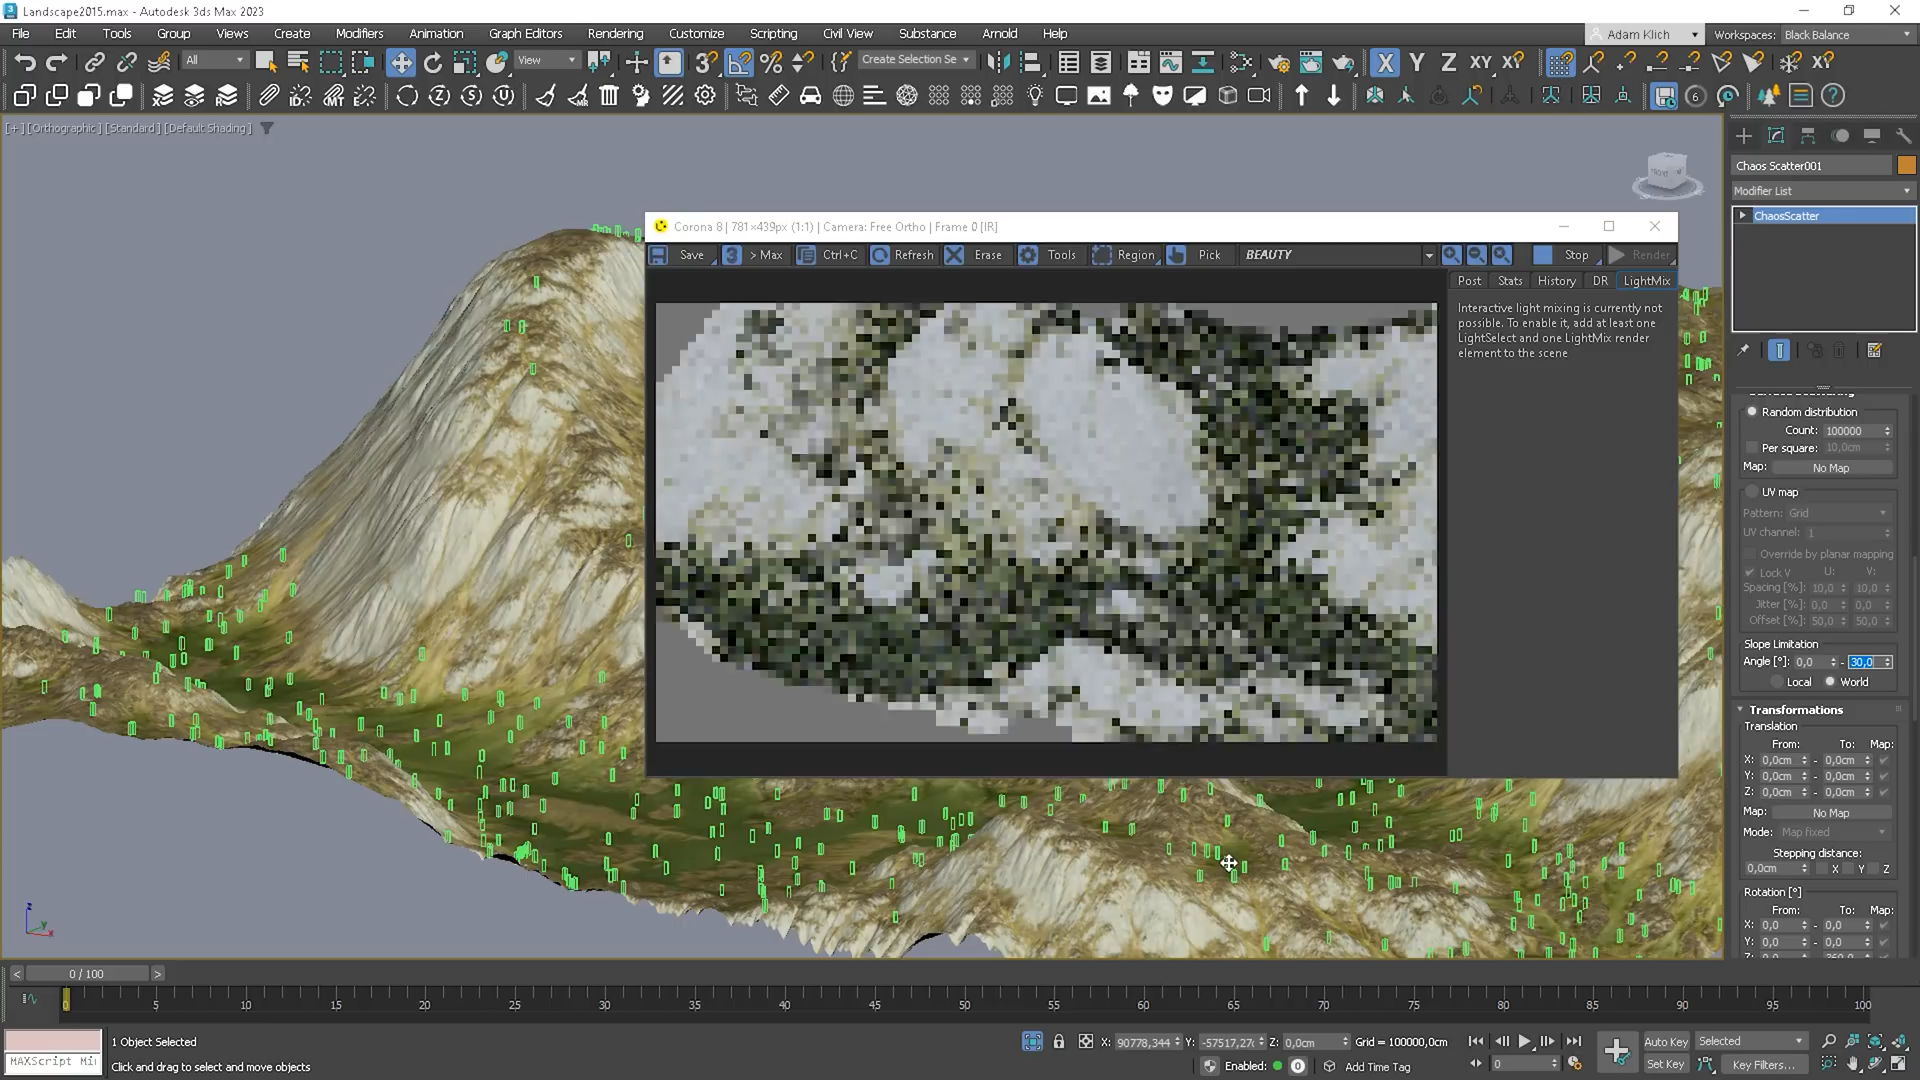 Landscape2015.max - Autodesk 3ds Max 2023
File Edit Tools Group Views Create Modifiers Animation Graph Editors Rendering Customize Scripting Civil View Substance Arnold Help
Adam Klich Workspaces: Black Balance
All View Create Selection Se X Y Z XY XY
[+] [Orthographic] [Standard] [Default Shading]
Corona 8 | 781×439px (1:1) | Camera: Free Ortho | Frame 0 [IR]
Save > Max Ctrl+C Refresh Erase Tools Region Pick BEAUTY Stop Render
Post Stats History DR LightMix
Interactive light mixing is currently not
possible. To enable it, add at least one
LightSelect and one LightMix render
element to the scene
FRONT
Chaos Scatter001
Modifier List
ChaosScatter
Random distribution
Count: 100000
Per square: 10,0cm
Map: No Map
UV map
Pattern: Grid
UV channel: 1
Override by planar mapping
Lock V U: V:
Spacing [%]: 10,0 10,0
Jitter [%]: 0,0 0,0
Offset [%]: 50,0 50,0
Slope Limitation
Angle [°]: 0,0 - 30,0
Local World
Transformations
Translation
From: To: Map:
X: 0,0cm - 0,0cm
Y: 0,0cm - 0,0cm
Z: 0,0cm - 0,0cm
Map: No Map
Mode: Map fixed
Stepping distance:
0,0cm X Y Z
Rotation [°]
From: To: Map:
X: 0,0 - 0,0
Y: 0,0 - 0,0
z y x
< 0 / 100 >
0 5 10 15 20 25 30 35 40 45 50 55 60 65 70 75 80 85 90 95 100
1 Object Selected
X: 90778,344 Y: -57517,27 Z: 0,0cm Grid = 100000,0cm
Auto Key Selected
MAXScript Mi
Click and drag to select and move objects
Enabled: 0 Add Time Tag
0
Set Key Key Filters...